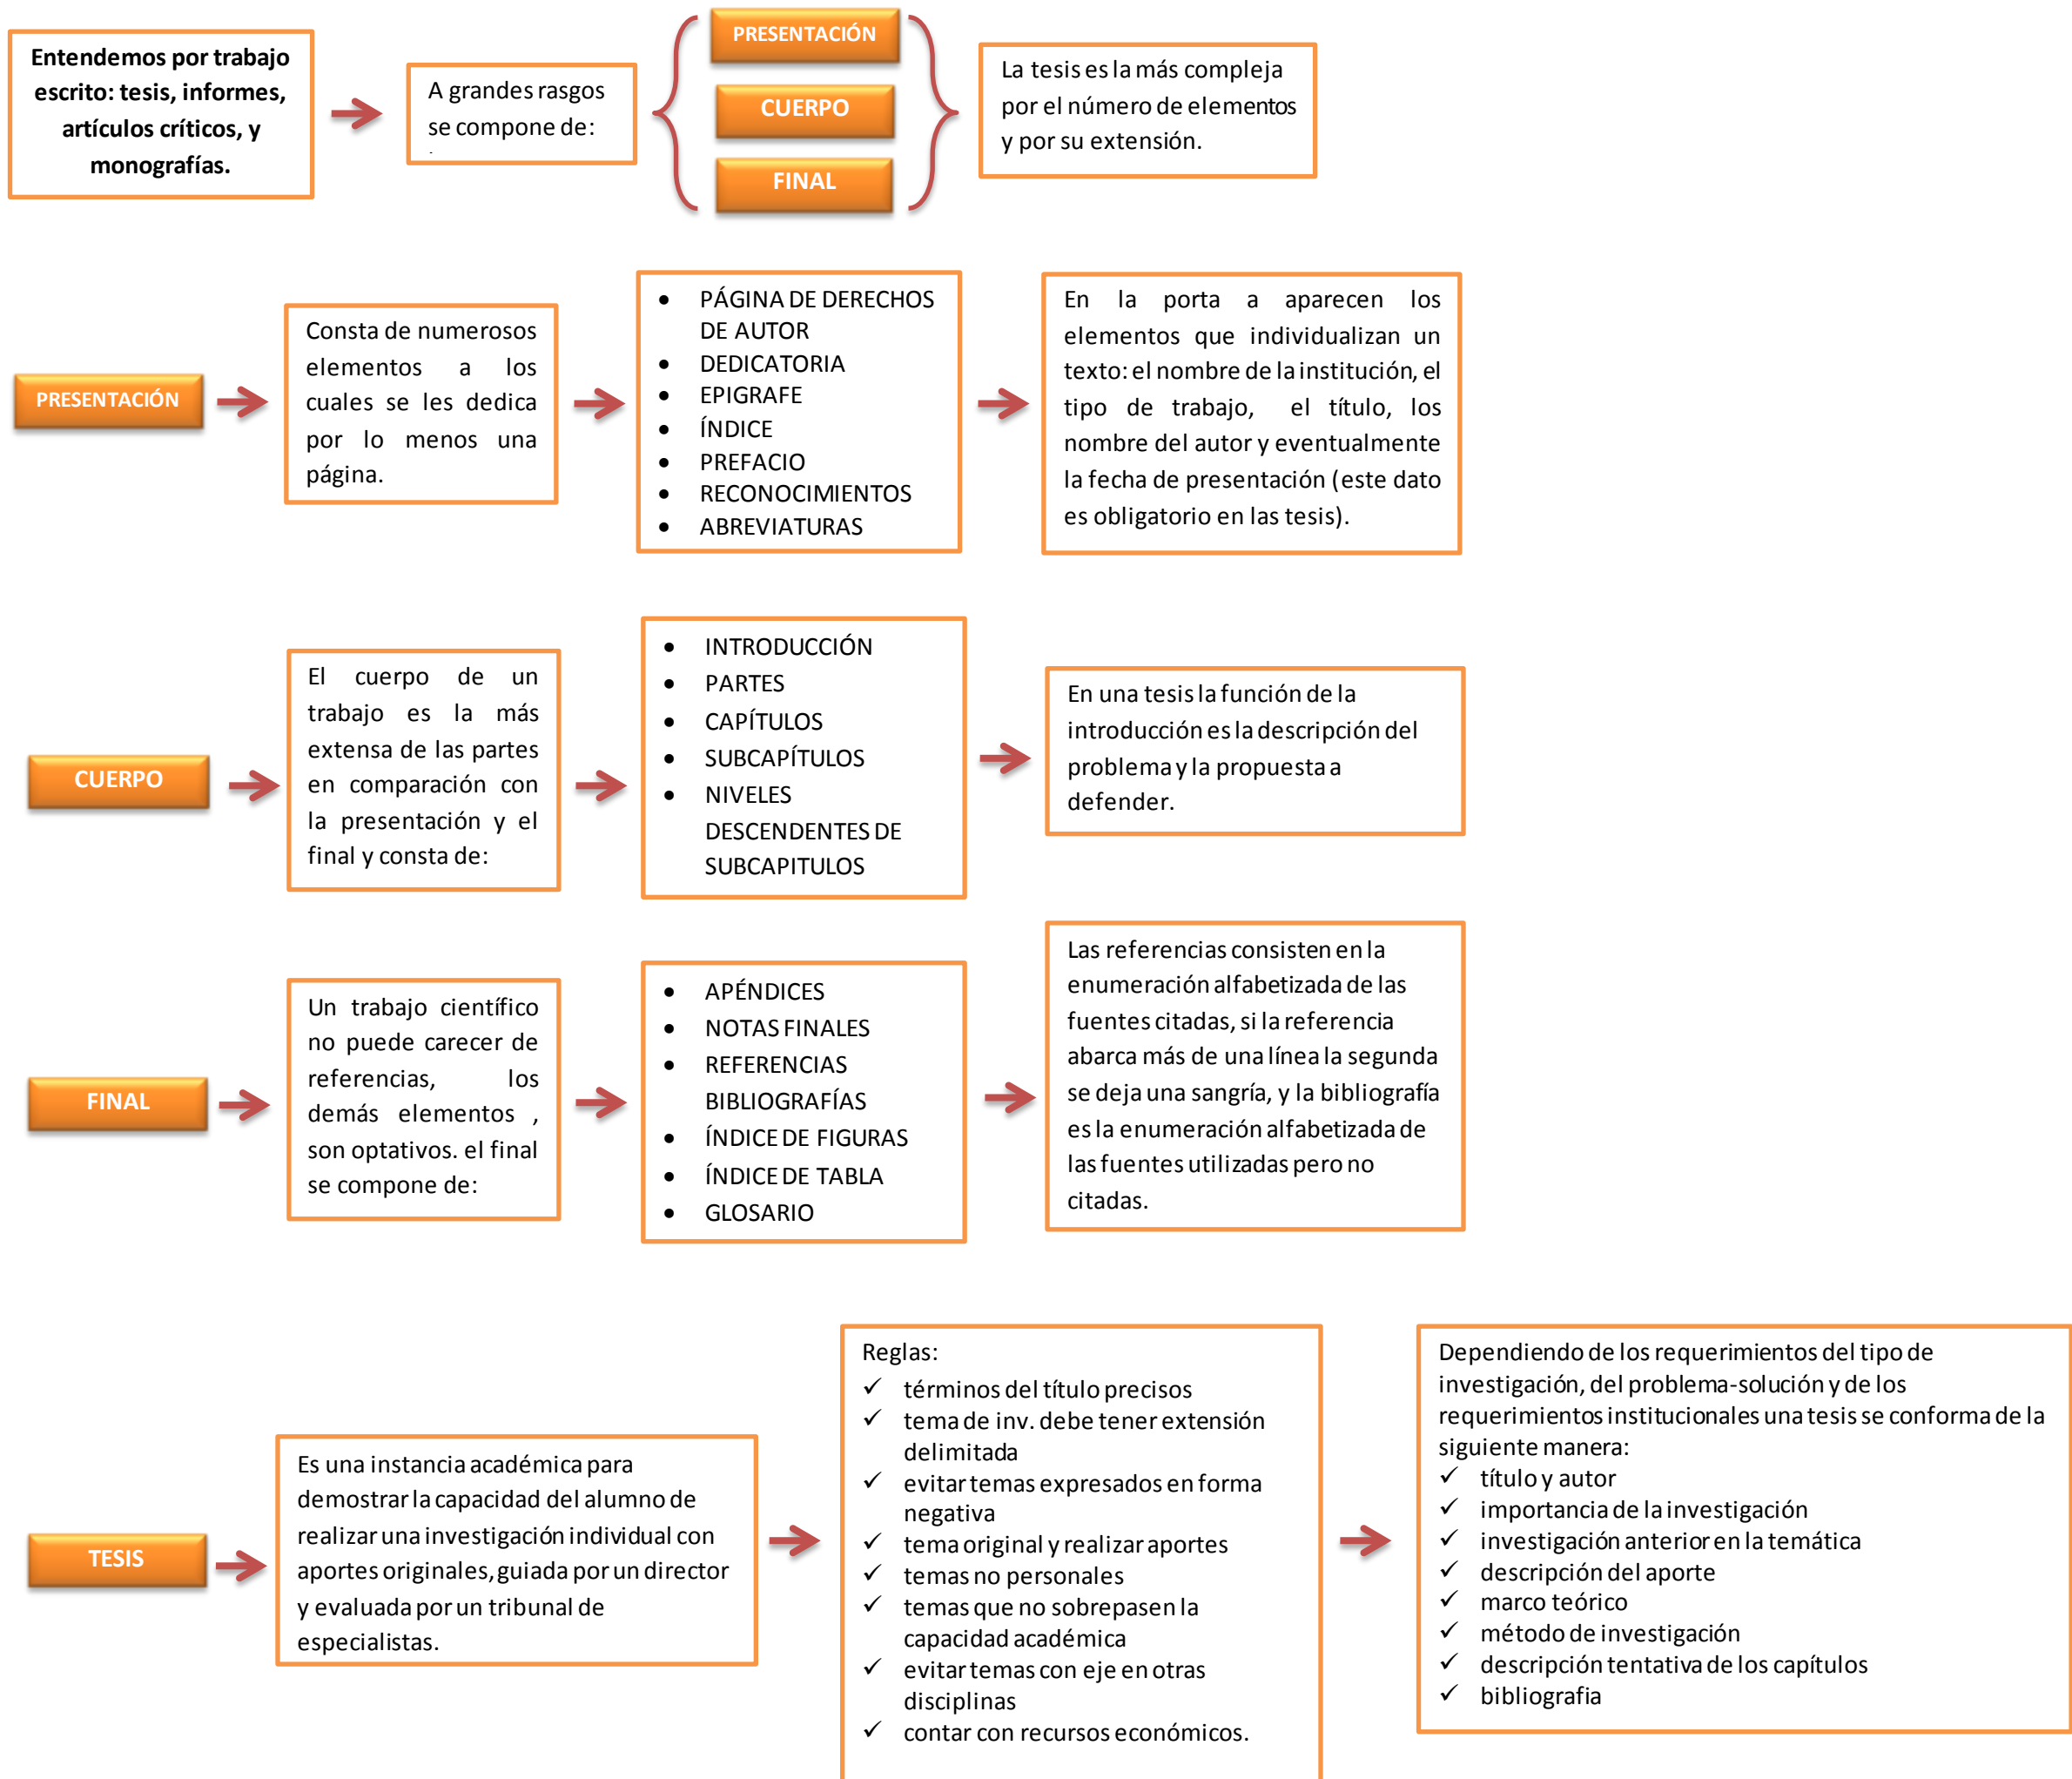 Entendemos por trabajo
escrito: tesis, informes,
artículos críticos, y
monografías.
A grandes rasgos
se compone de:
PRESENTACIÓN
CUERPO
FINAL
La tesis es la más compleja
por el número de elementos
y por su extensión.
PRESENTACIÓN
Consta de numerosos
elementos a los
cuales se les dedica
por lo menos una
página.
• PÁGINA DE DERECHOS
DE AUTOR
• DEDICATORIA
• EPIGRAFE
• ÍNDICE
• PREFACIO
• RECONOCIMIENTOS
• ABREVIATURAS
En la porta a aparecen los
elementos que individualizan un
texto: el nombre de la institución, el
tipo de trabajo, el título, los
nombre del autor y eventualmente
la fecha de presentación (este dato
es obligatorio en las tesis).
CUERPO
El cuerpo de un
trabajo es la más
extensa de las partes
en comparación con
la presentación y el
final y consta de:
• INTRODUCCIÓN
• PARTES
• CAPÍTULOS
• SUBCAPÍTULOS
• NIVELES
DESCENDENTES DE
SUBCAPITULOS
En una tesis la función de la
introducción es la descripción del
problema y la propuesta a
defender.
FINAL
Un trabajo científico
no puede carecer de
referencias, los
demás elementos ,
son optativos. el final
se compone de:
• APÉNDICES
• NOTAS FINALES
• REFERENCIAS
BIBLIOGRAFÍAS
• ÍNDICE DE FIGURAS
• ÍNDICE DE TABLA
• GLOSARIO
Las referencias consisten en la
enumeración alfabetizada de las
fuentes citadas, si la referencia
abarca más de una línea la segunda
se deja una sangría, y la bibliografía
es la enumeración alfabetizada de
las fuentes utilizadas pero no
citadas.
TESIS
Es una instancia académica para
demostrar la capacidad del alumno de
realizar una investigación individual con
aportes originales, guiada por un director
y evaluada por un tribunal de
especialistas.
Reglas:
✓ términos del título precisos
✓ tema de inv. debe tener extensión
delimitada
✓ evitar temas expresados en forma
negativa
✓ tema original y realizar aportes
✓ temas no personales
✓ temas que no sobrepasen la
capacidad académica
✓ evitar temas con eje en otras
disciplinas
✓ contar con recursos económicos.
Dependiendo de los requerimientos del tipo de
investigación, del problema-solución y de los
requerimientos institucionales una tesis se conforma de la
siguiente manera:
✓ título y autor
✓ importancia de la investigación
✓ investigación anterior en la temática
✓ descripción del aporte
✓ marco teórico
✓ método de investigación
✓ descripción tentativa de los capítulos
✓ bibliografia